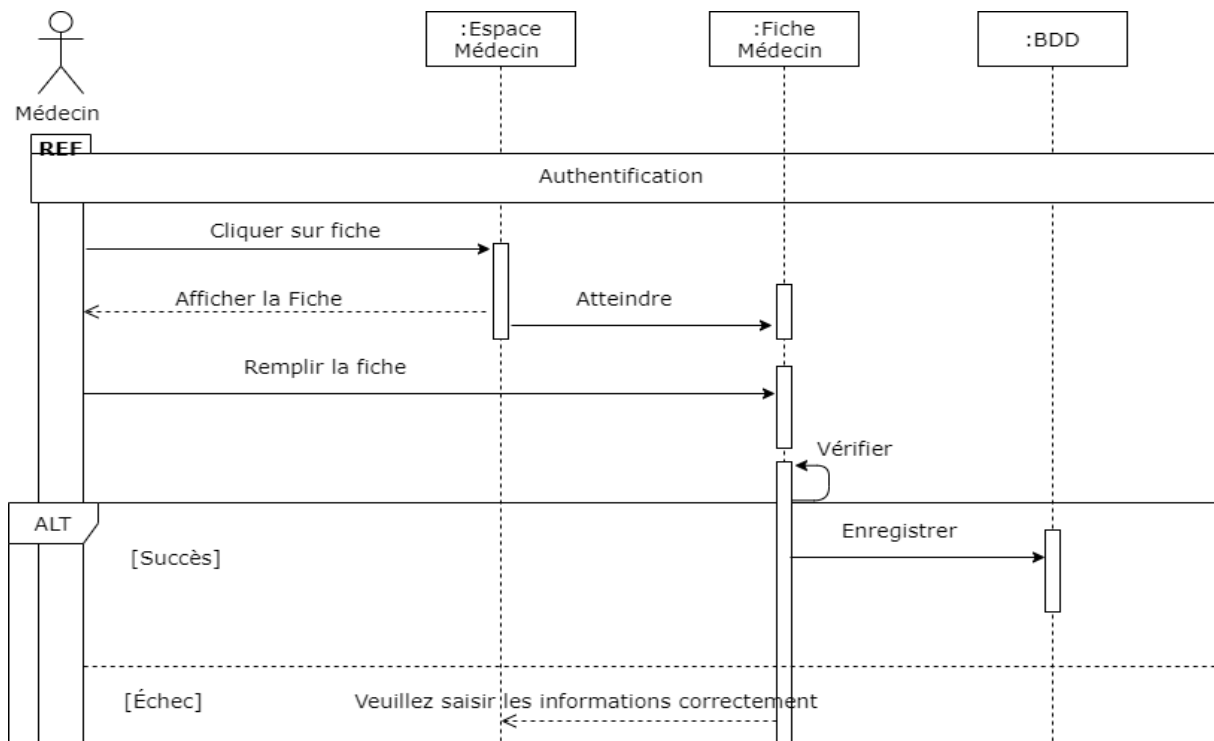 :Espace
Médecin
:Fiche
Médecin
:BDD
Médecin
REF
Authentification
Cliquer sur fiche
Afficher la Fiche
Atteindre
Remplir la fiche
Vérifier
ALT
Enregistrer
[Succès]
[Échec]
Veuillez saisir les informations correctement